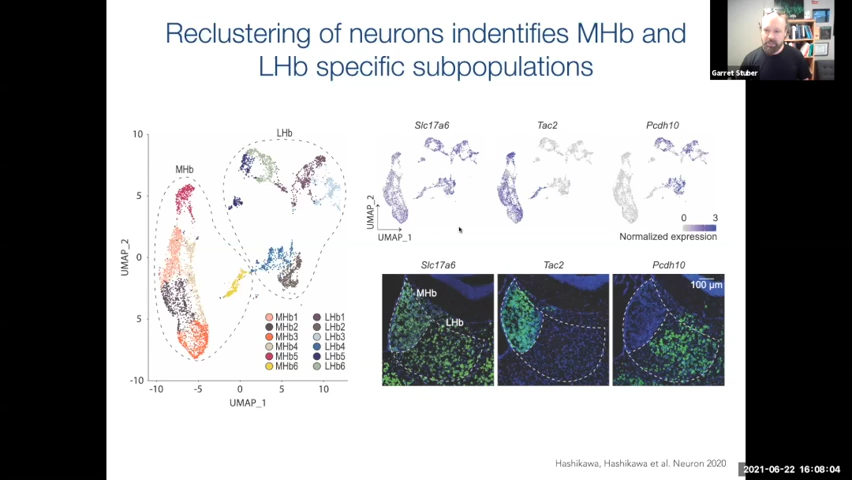 Reclustering of neurons indentifies MHb and
LHb specific subpopulations
Garret Stuber
MHb
LHb
10
5
0
5
-10
UMAP_2
-10
-5
0
5
10
UMAP_1
MHb1
MHb2
MHb3
MHb4
MHb5
MHb6
LHb1
LHb2
LHb3
LHb4
LHb5
LHb6
Slc17a6
Tac2
Pcdh10
UMAP_2
UMAP_1
0
3
Normalized expression
Slc17a6
Tac2
Pcdh10
MHb
LHb
100 µm
Hashikawa, Hashikawa et al. Neuron 2020
2021-06-22 16:08:04